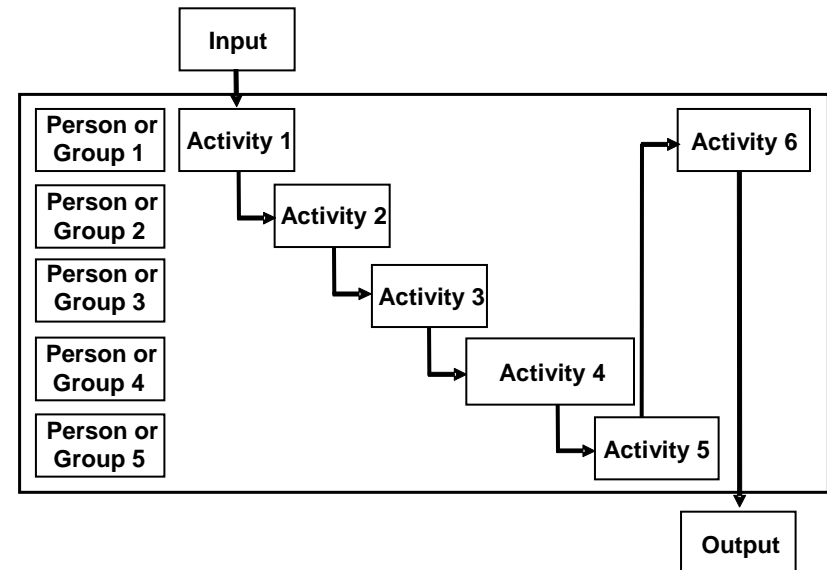 Input
Person or
Group 1
Activity 1
Activity 6
Person or
Group 2
Activity 2
Person or
Group 3
Activity 3
Person or
Group 4
Activity 4
Person or
Group 5
Activity 5
Output